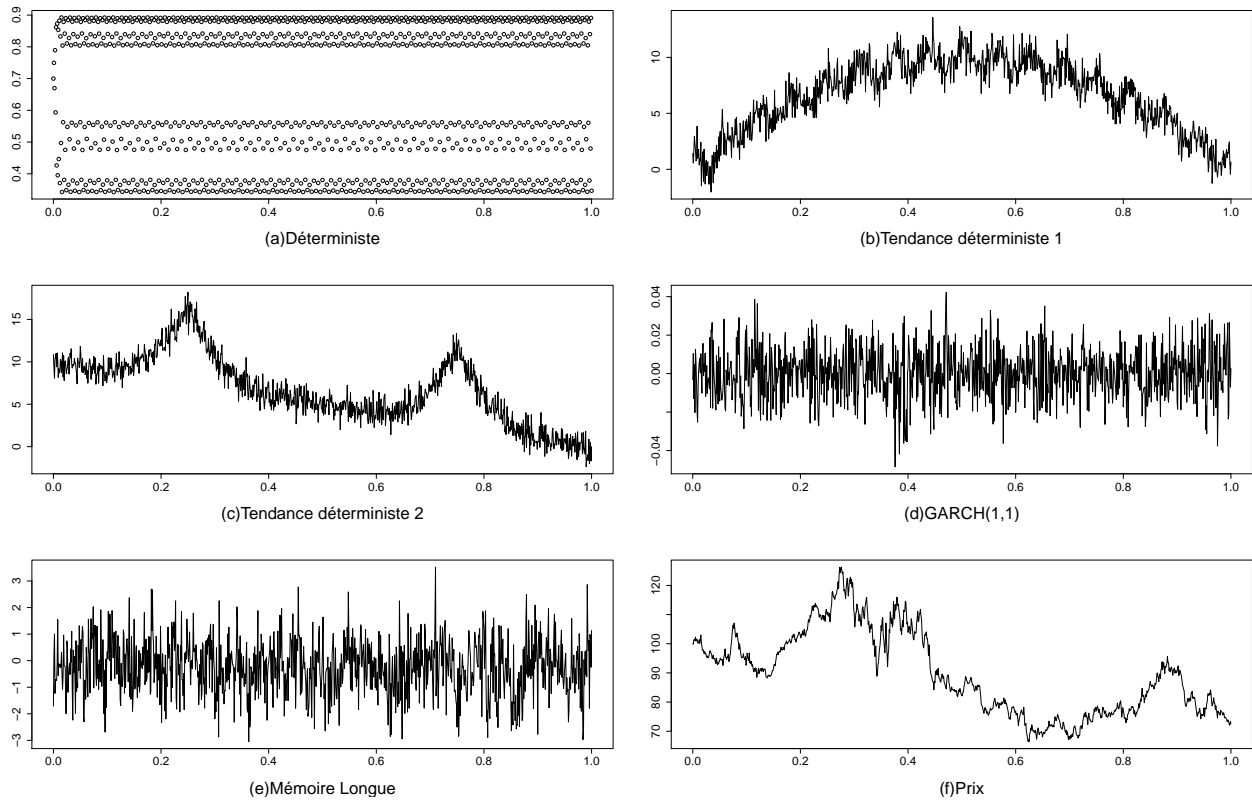 0.4 0.5 0.6 0.7 0.8 0.9
0.0 0.2 0.4 0.6 0.8 1.0
(a)Déterministe
0 5 10
0.0 0.2 0.4 0.6 0.8 1.0
(b)Tendance déterministe 1
0 5 10 15
0.0 0.2 0.4 0.6 0.8 1.0
(c)Tendance déterministe 2
−0.04 0.00 0.02 0.04
0.0 0.2 0.4 0.6 0.8 1.0
(d)GARCH(1,1)
−3 −2 −1 0 1 2 3
0.0 0.2 0.4 0.6 0.8 1.0
(e)Mémoire Longue
70 80 90 100 120
0.0 0.2 0.4 0.6 0.8 1.0
(f)Prix